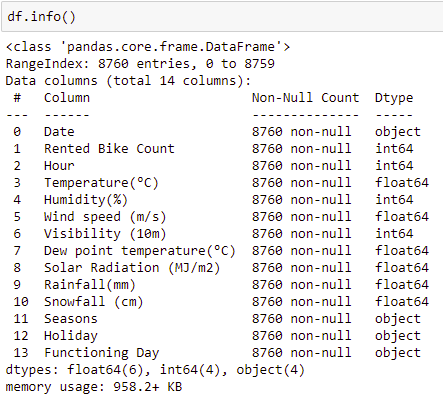 df.info()
<class 'pandas.core.frame.DataFrame'>
RangeIndex: 8760 entries, 0 to 8759
Data columns (total 14 columns):
 #   Column                     Non-Null Count  Dtype
---  ------                     --------------  -----
 0   Date                       8760 non-null   object
 1   Rented Bike Count          8760 non-null   int64
 2   Hour                       8760 non-null   int64
 3   Temperature(°C)            8760 non-null   float64
 4   Humidity(%)                8760 non-null   int64
 5   Wind speed (m/s)           8760 non-null   float64
 6   Visibility (10m)           8760 non-null   int64
 7   Dew point temperature(°C)  8760 non-null   float64
 8   Solar Radiation (MJ/m2)    8760 non-null   float64
 9   Rainfall(mm)               8760 non-null   float64
 10  Snowfall (cm)              8760 non-null   float64
 11  Seasons                    8760 non-null   object
 12  Holiday                    8760 non-null   object
 13  Functioning Day            8760 non-null   object
dtypes: float64(6), int64(4), object(4)
memory usage: 958.2+ KB